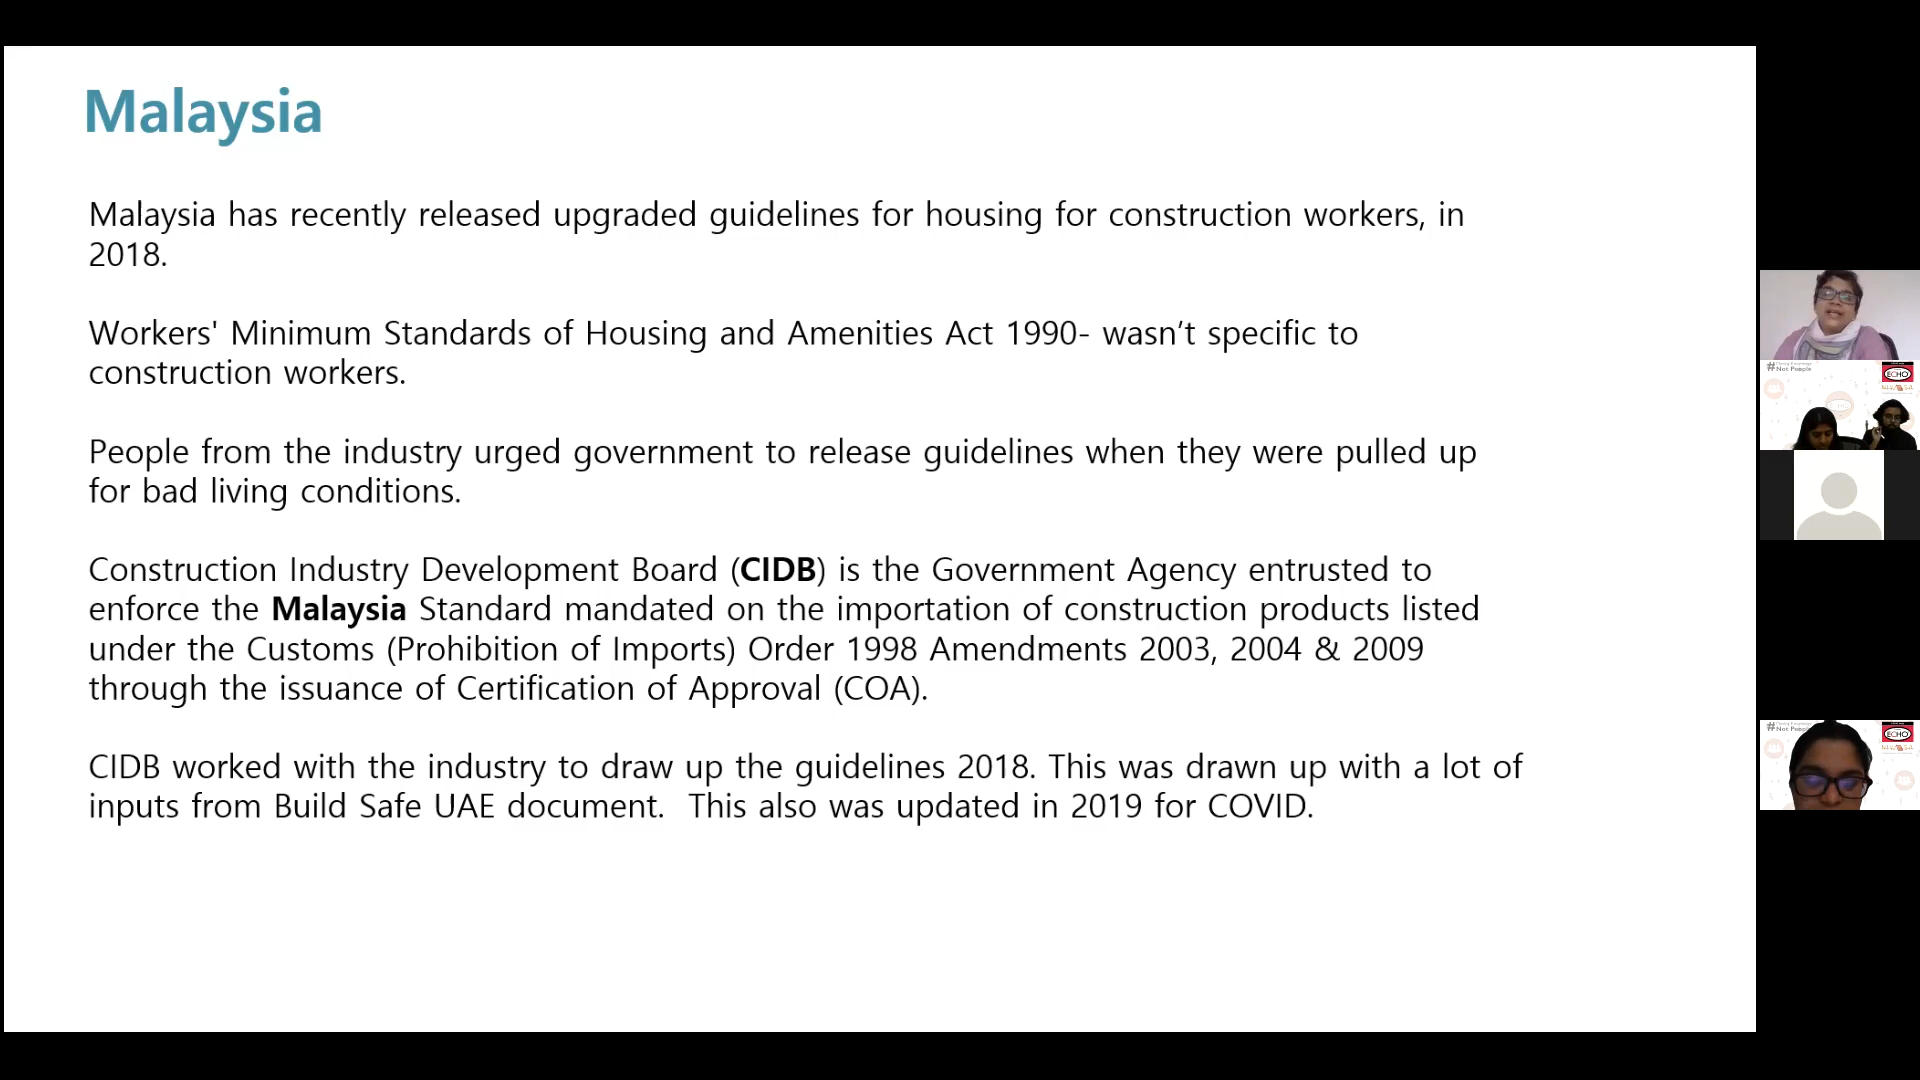 Malaysia
Malaysia has recently released upgraded guidelines for housing for construction workers, in
2018.
Workers' Minimum Standards of Housing and Amenities Act 1990- wasn’t specific to
construction workers.
People from the industry urged government to release guidelines when they were pulled up
for bad living conditions.
Construction Industry Development Board (CIDB) is the Government Agency entrusted to
enforce the Malaysia Standard mandated on the importation of construction products listed
under the Customs (Prohibition of Imports) Order 1998 Amendments 2003, 2004 & 2009
through the issuance of Certification of Approval (COA).
CIDB worked with the industry to draw up the guidelines 2018. This was drawn up with a lot of
inputs from Build Safe UAE document.  This also was updated in 2019 for COVID.
#
Not People
ECHO
#
Not People
ECHO